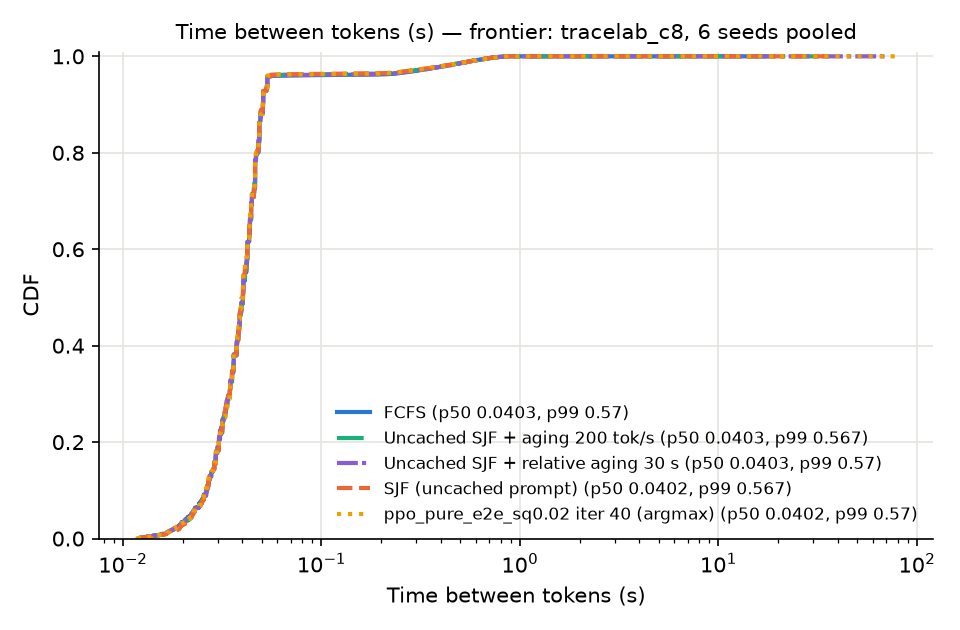 Time between tokens (s) — frontier: tracelab_c8, 6 seeds pooled
CDF
1.0
0.8
0.6
0.4
0.2
0.0
FCFS (p50 0.0403, p99 0.57)
Uncached SJF + aging 200 tok/s (p50 0.0403, p99 0.567)
Uncached SJF + relative aging 30 s (p50 0.0403, p99 0.57)
SJF (uncached prompt) (p50 0.0402, p99 0.567)
ppo_pure_e2e_sq0.02 iter 40 (argmax) (p50 0.0402, p99 0.57)
10⁻² 10⁻¹ 10⁰ 10¹ 10²
Time between tokens (s)